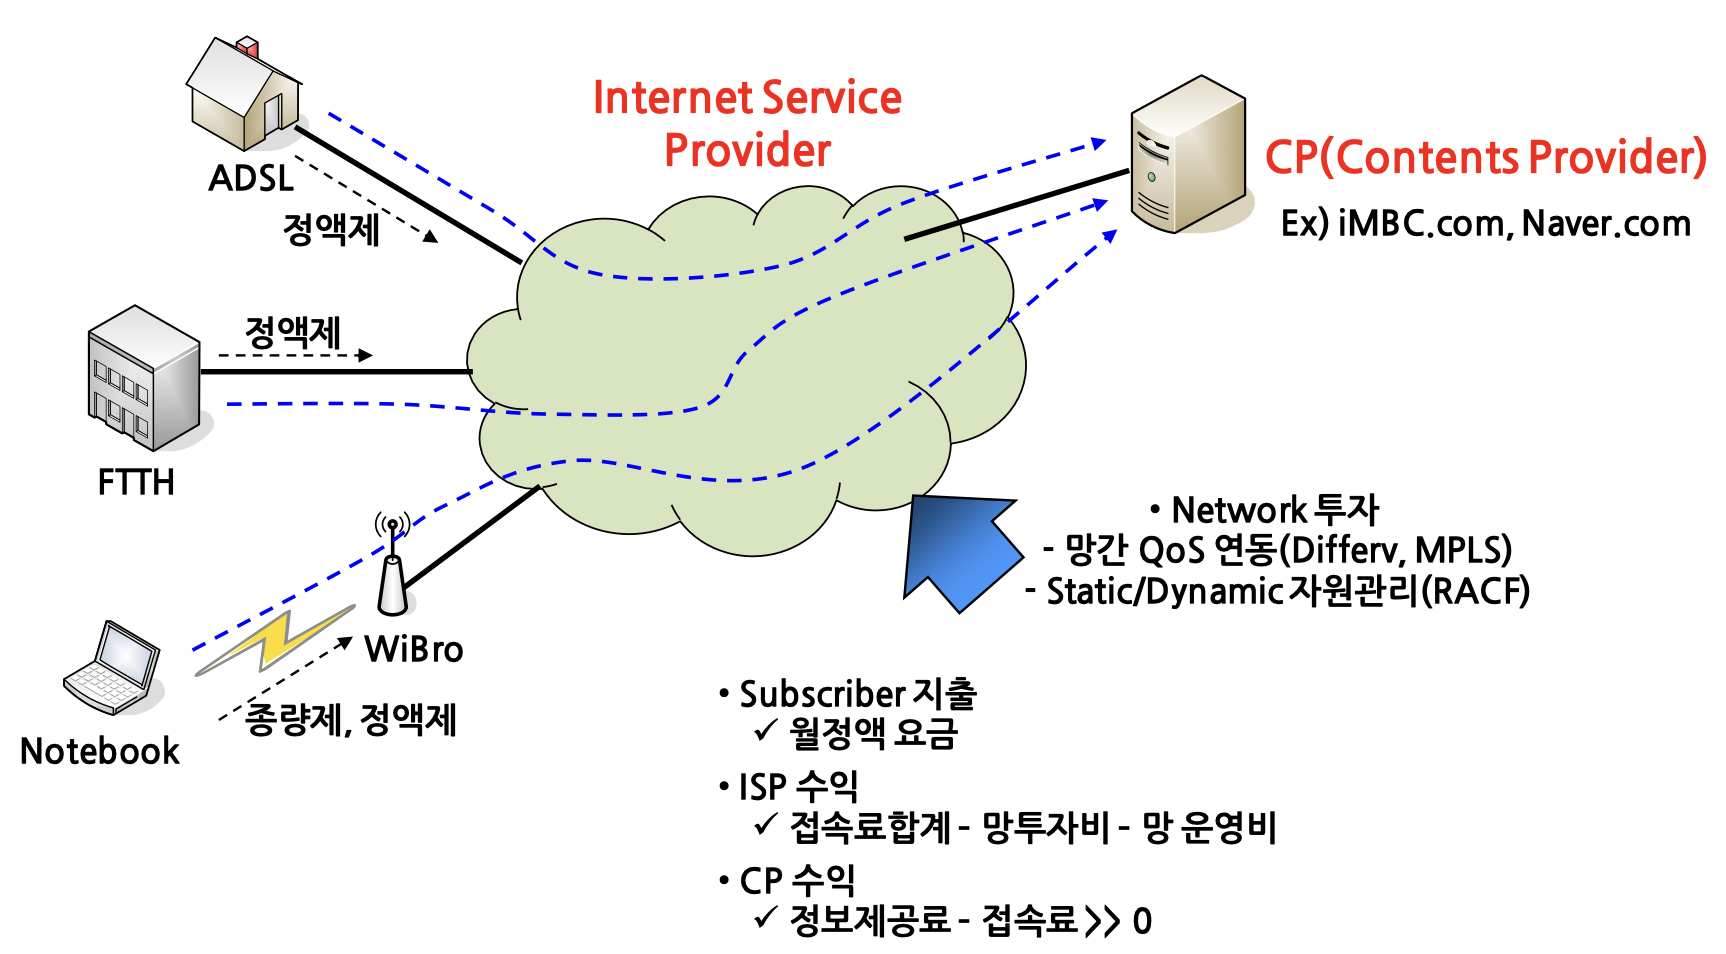 Internet Service
Provider
CP(Contents Provider)
Ex) iMBC.com, Naver.com
ADSL
정액제
정액제
FTTH
WiBro
종량제, 정액제
Notebook
• Network 투자
- 망간 QoS 연동(Differv, MPLS)
- Static/Dynamic 자원관리(RACF)
• Subscriber 지출
✓ 월정액 요금
• ISP 수익
✓ 접속료합계 - 망투자비 - 망 운영비
• CP 수익
✓ 정보제공료 - 접속료 >> 0